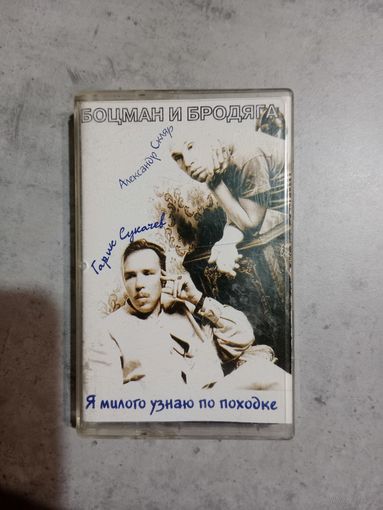 БОЦМАН И БРОДЯГА
Александр Скляр
Гарик Сукачев
Я милого узнаю по походке